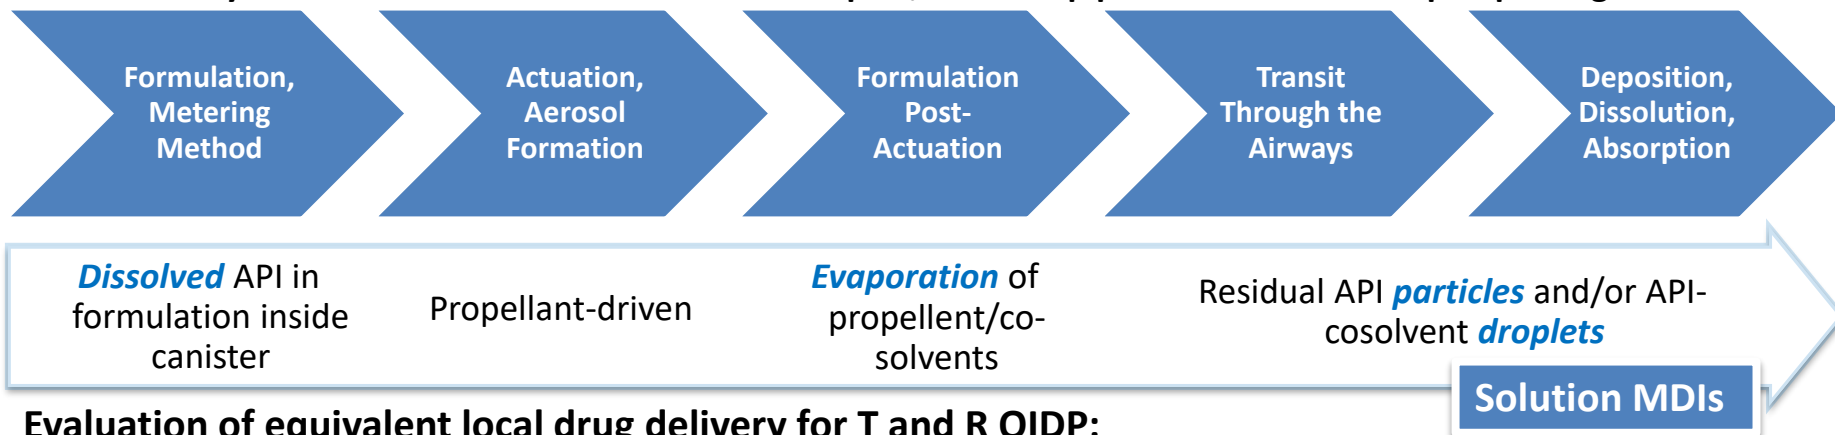 Formulation,
Metering
Method
Actuation,
Aerosol
Formation
Formulation
Post-
Actuation
Transit
Through the
Airways
Deposition,
Dissolution,
Absorption
Dissolved API in
formulation inside
canister
Propellant-driven
Evaporation of
propellent/co-
solvents
Residual API particles and/or API-
cosolvent droplets
Solution MDIs
Evaluation of equivalent local drug delivery for T and R OIDP: